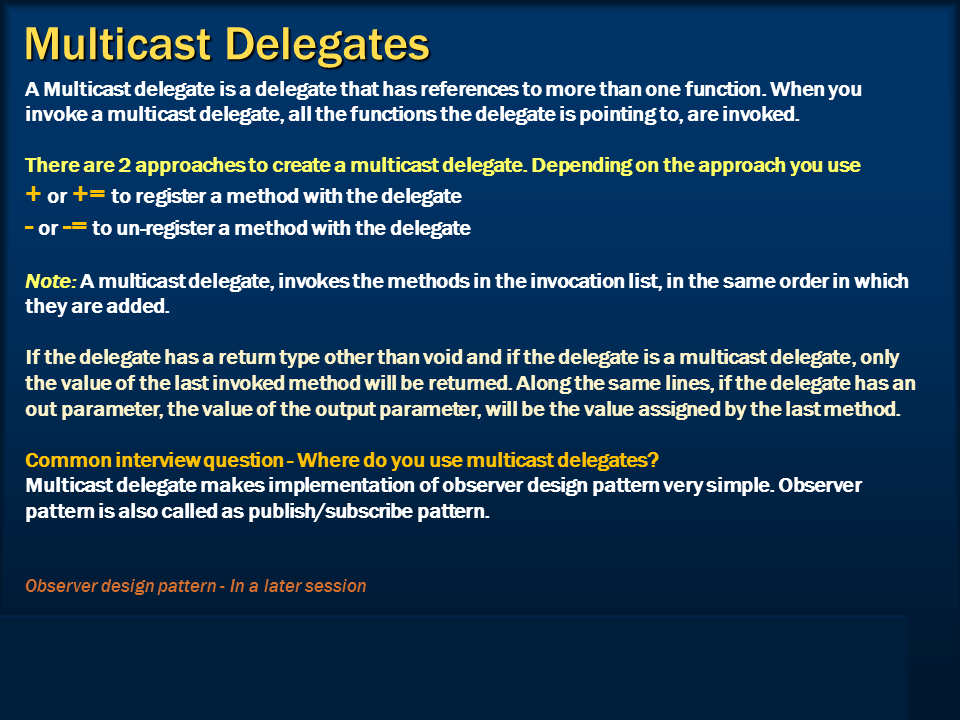 Multicast Delegates
A Multicast delegate is a delegate that has references to more than one function. When you
invoke a multicast delegate, all the functions the delegate is pointing to, are invoked.
There are 2 approaches to create a multicast delegate. Depending on the approach you use
+ or += to register a method with the delegate
- or -= to un-register a method with the delegate
Note: A multicast delegate, invokes the methods in the invocation list, in the same order in which
they are added.
If the delegate has a return type other than void and if the delegate is a multicast delegate, only
the value of the last invoked method will be returned. Along the same lines, if the delegate has an
out parameter, the value of the output parameter, will be the value assigned by the last method.
Common interview question - Where do you use multicast delegates?
Multicast delegate makes implementation of observer design pattern very simple. Observer
pattern is also called as publish/subscribe pattern.
Observer design pattern - In a later session